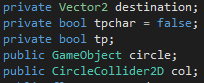 private Vector2 destination;
private bool tpchar = false;
private bool tp;
public GameObject circle;
public CircleCollider2D col;